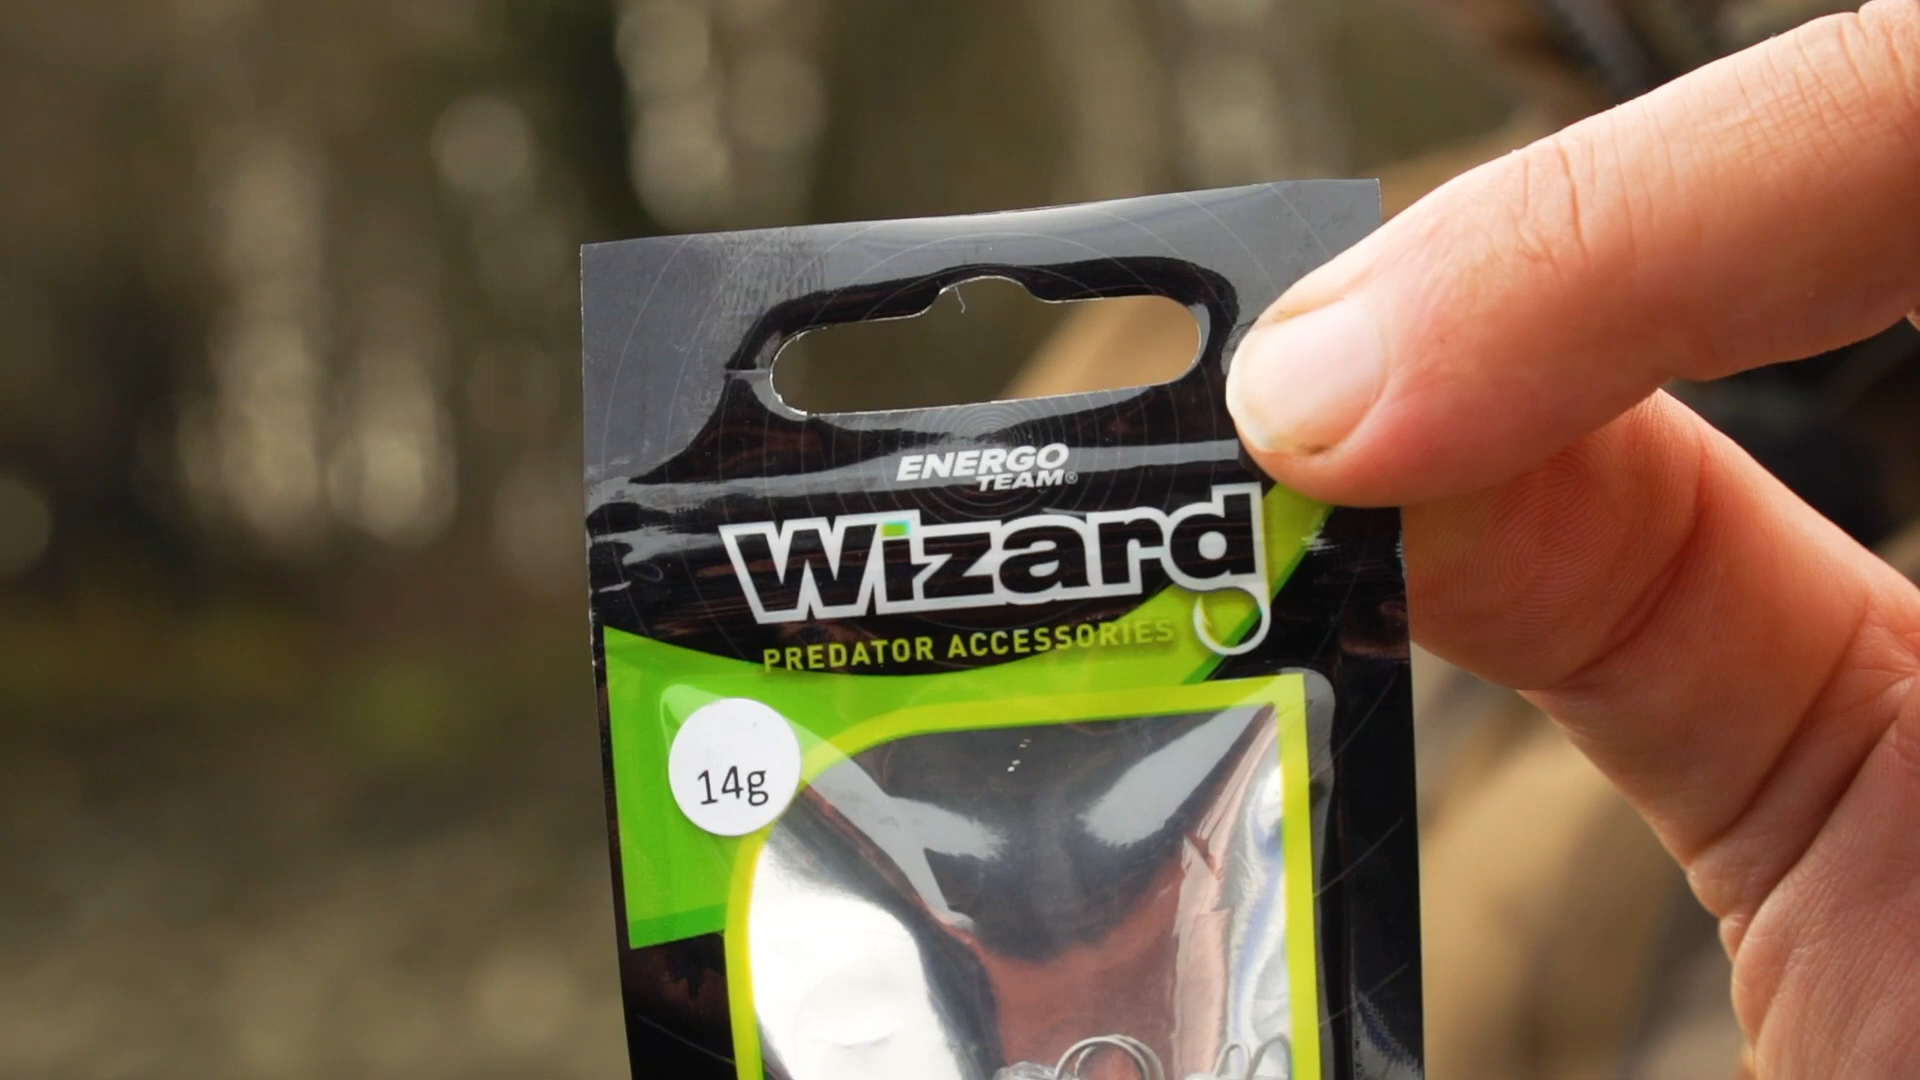 ENERGO
TEAM®
Wizard
PREDATOR ACCESSORIES
14g